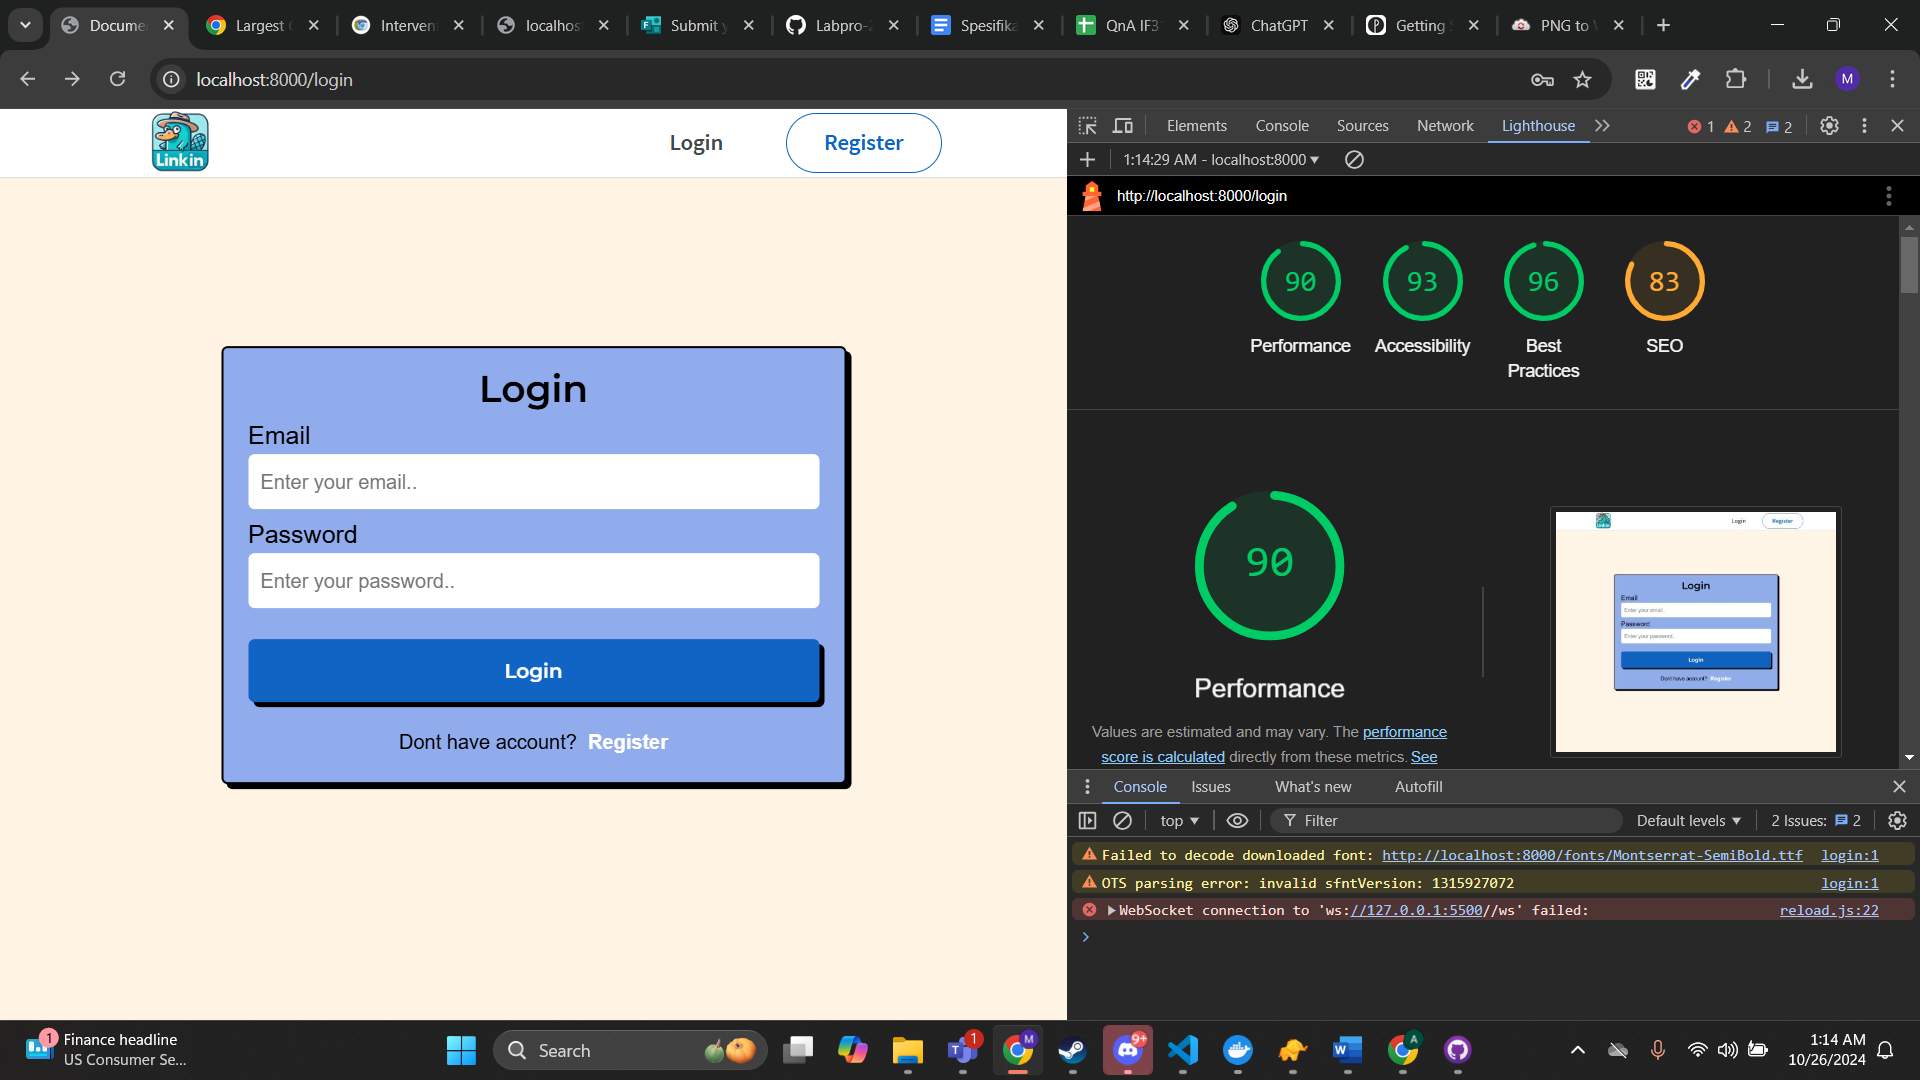 Docume
Largest
Interven
localhos
Submit y
Labpro-
Spesifika
QnA IF3
ChatGPT
Getting
PNG to
localhost:8000/login
M
Linkin
Login
Register
Login
Email
Enter your email..
Password
Enter your password..
Login
Dont have account? Register
Elements Console Sources Network Lighthouse 1 2 2
1:14:29 AM - localhost:8000
http://localhost:8000/login
90 93 96 83
Performance Accessibility Best Practices SEO
90
Performance
Values are estimated and may vary. The performance
score is calculated directly from these metrics. See
Login Register
Login
Email
Enter your email..
Password
Enter your password..
Login
Dont have account? Register
Console Issues What's new Autofill
top Filter Default levels 2 Issues: 2
Failed to decode downloaded font: http://localhost:8000/fonts/Montserrat-SemiBold.ttf login:1
OTS parsing error: invalid sfntVersion: 1315927072 login:1
WebSocket connection to 'ws://127.0.0.1:5500//ws' failed: reload.js:22
1
Finance headline
US Consumer Se...
Search
1
M
9+
A
1:14 AM
10/26/2024